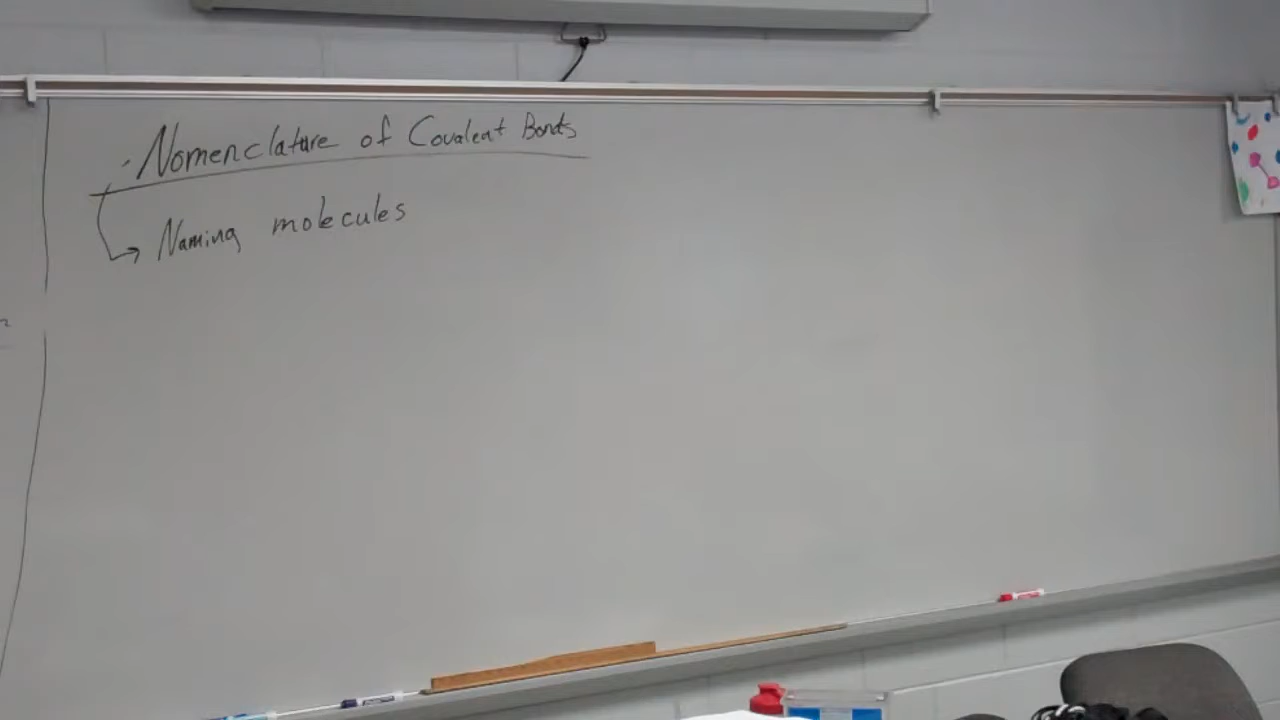 · Nomenclature of Covalent Bonds
→ Naming molecules